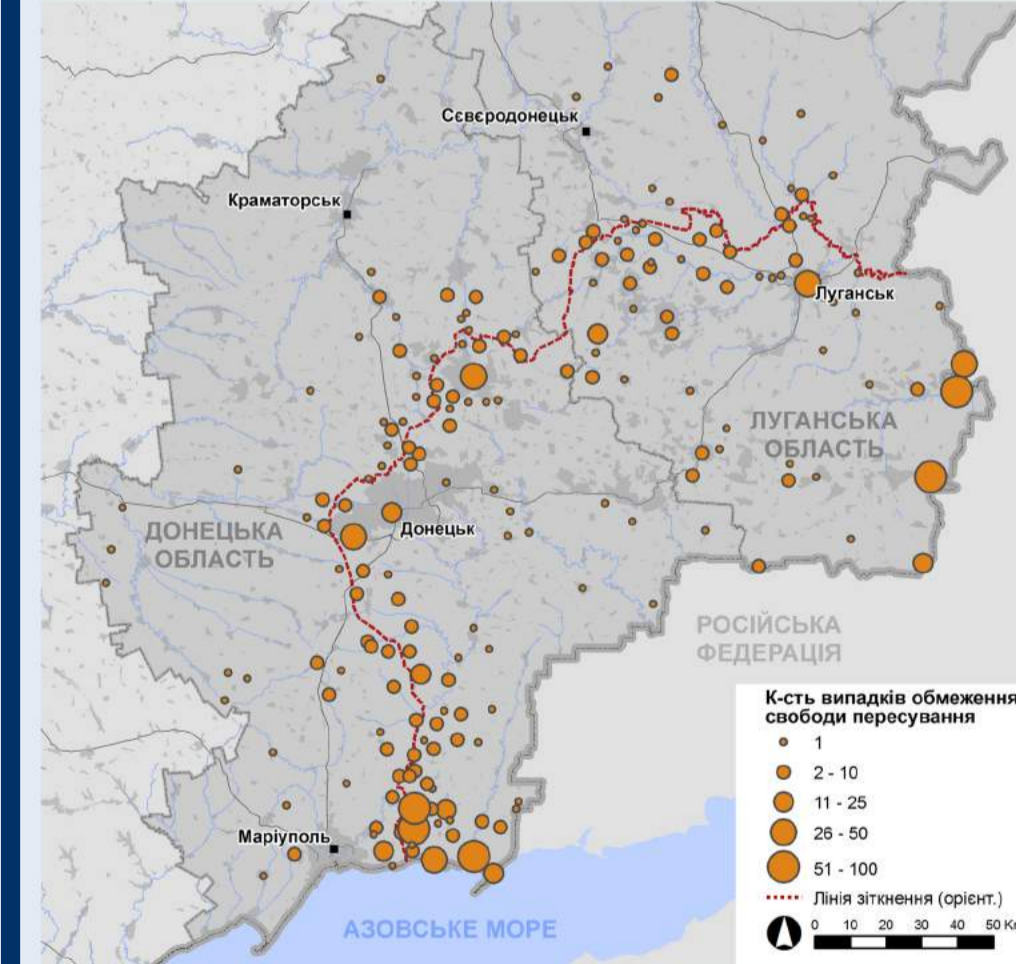 Сєвєродонецьк
Краматорськ
Луганськ
ЛУГАНСЬКА
ОБЛАСТЬ
ДОНЕЦЬКА
ОБЛАСТЬ
Донецьк
РОСІЙСЬКА
ФЕДЕРАЦІЯ
Маріуполь
АЗОВСЬКЕ МОРЕ
К-сть випадків обмеження
свободи пересування
1
2 - 10
11 - 25
26 - 50
51 - 100
Лінія зіткнення (орієнт.)
0 10 20 30 40 50 Km